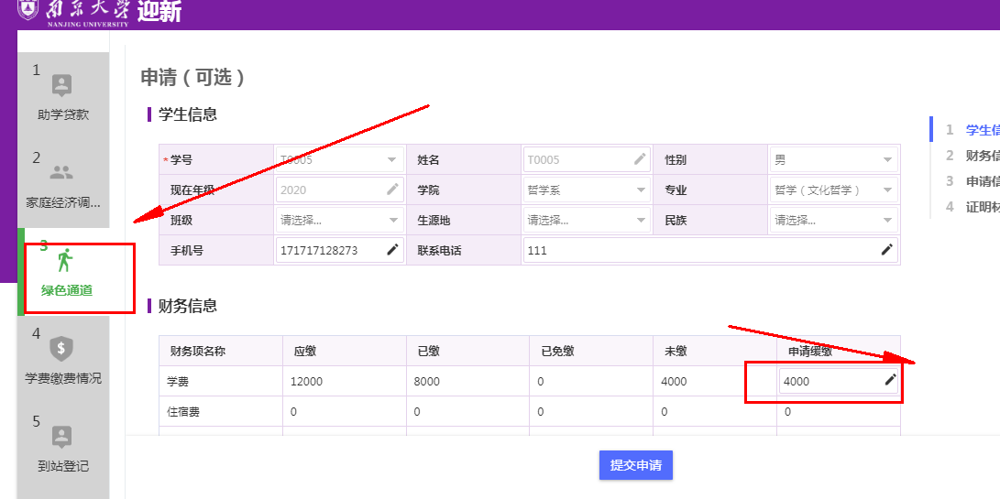 南京大学 迎新
NANJING UNIVERSITY
1
助学贷款
2
家庭经济调...
3
绿色通道
4
学费缴费情况
5
到站登记
申请（可选）
学生信息
*学号 T0005 姓名 T0005 性别 男
现在年级 2020 学院 哲学系 专业 哲学（文化哲学）
班级 请选择... 生源地 请选择... 民族 请选择...
手机号 171717128273 联系电话 111
财务信息
财务项名称 应缴 已缴 已免缴 未缴 申请缓缴
学费 12000 8000 0 4000 4000
住宿费 0 0 0 0 0
提交申请
1 学生信
2 财务信
3 申请信
4 证明材